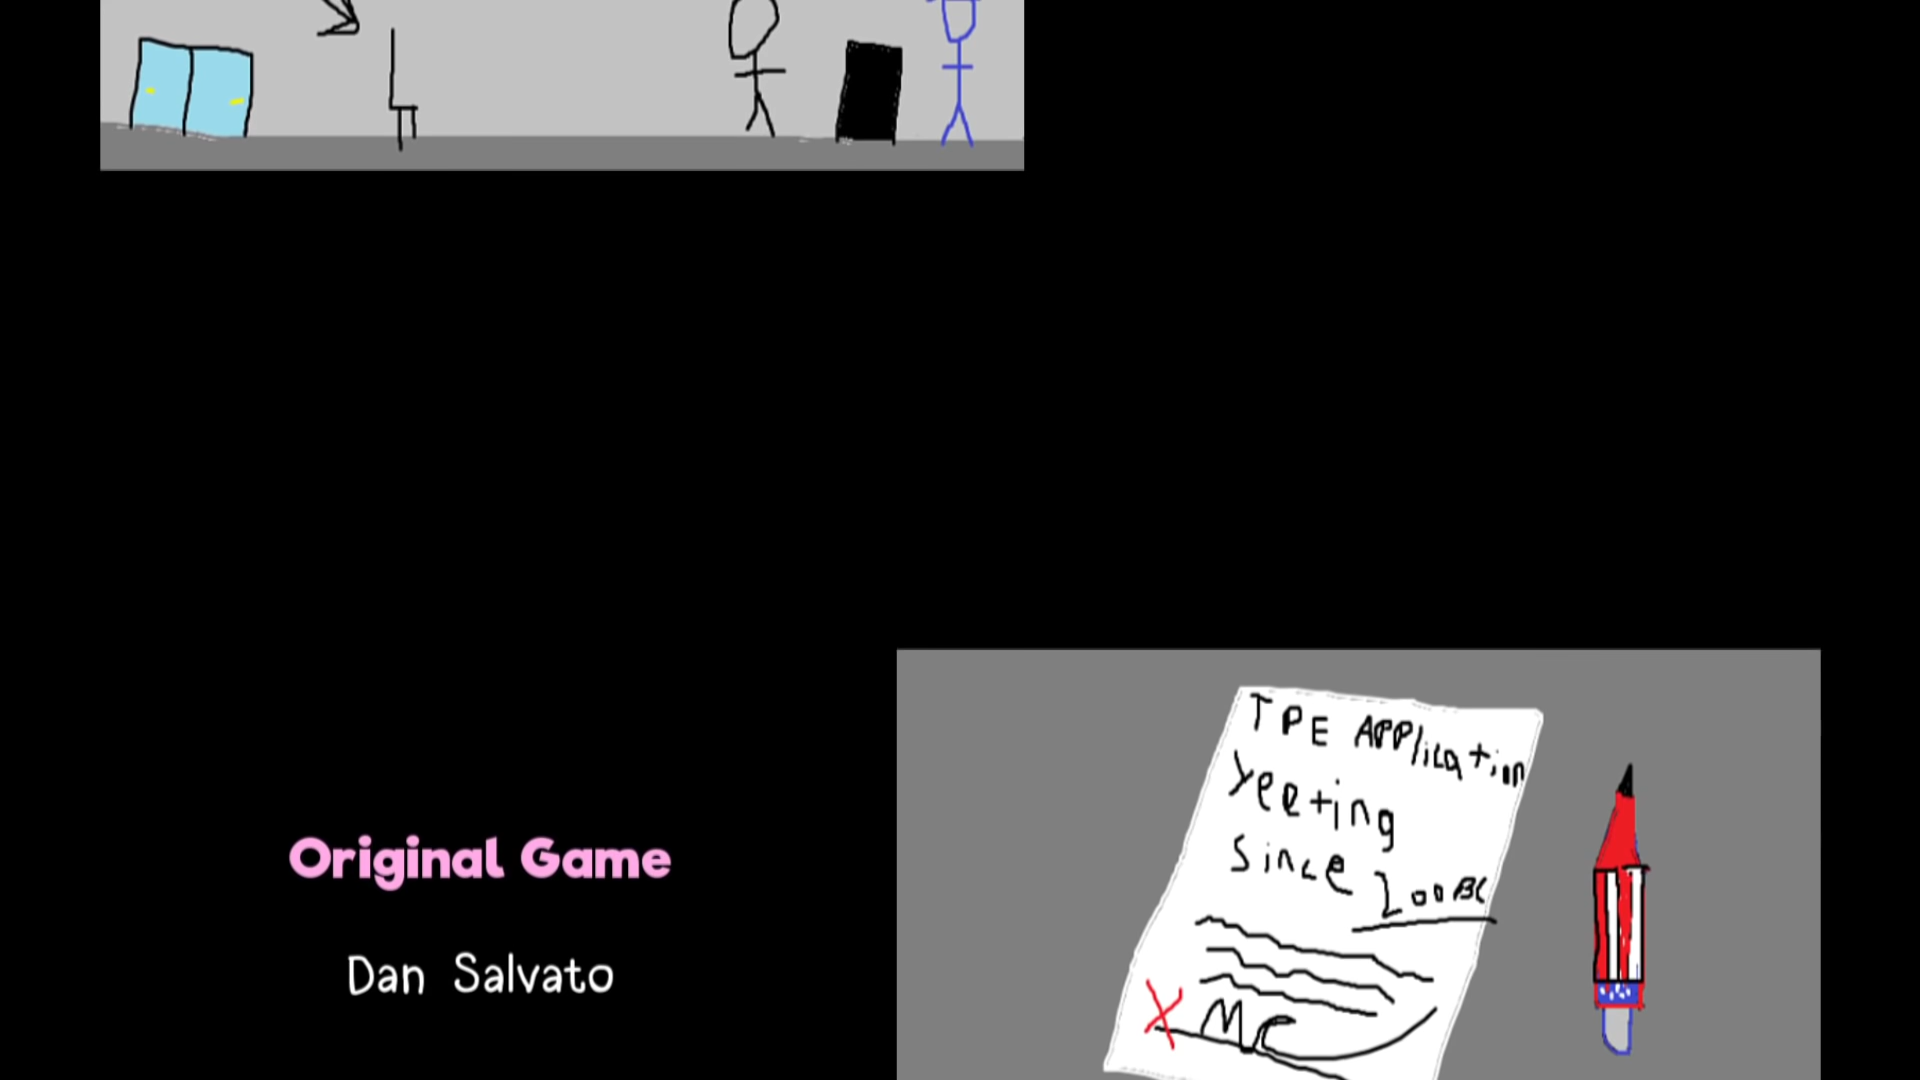 Original Game
Dan Salvato
TPE APPlication
Yeeting
Since 200BC
X MC